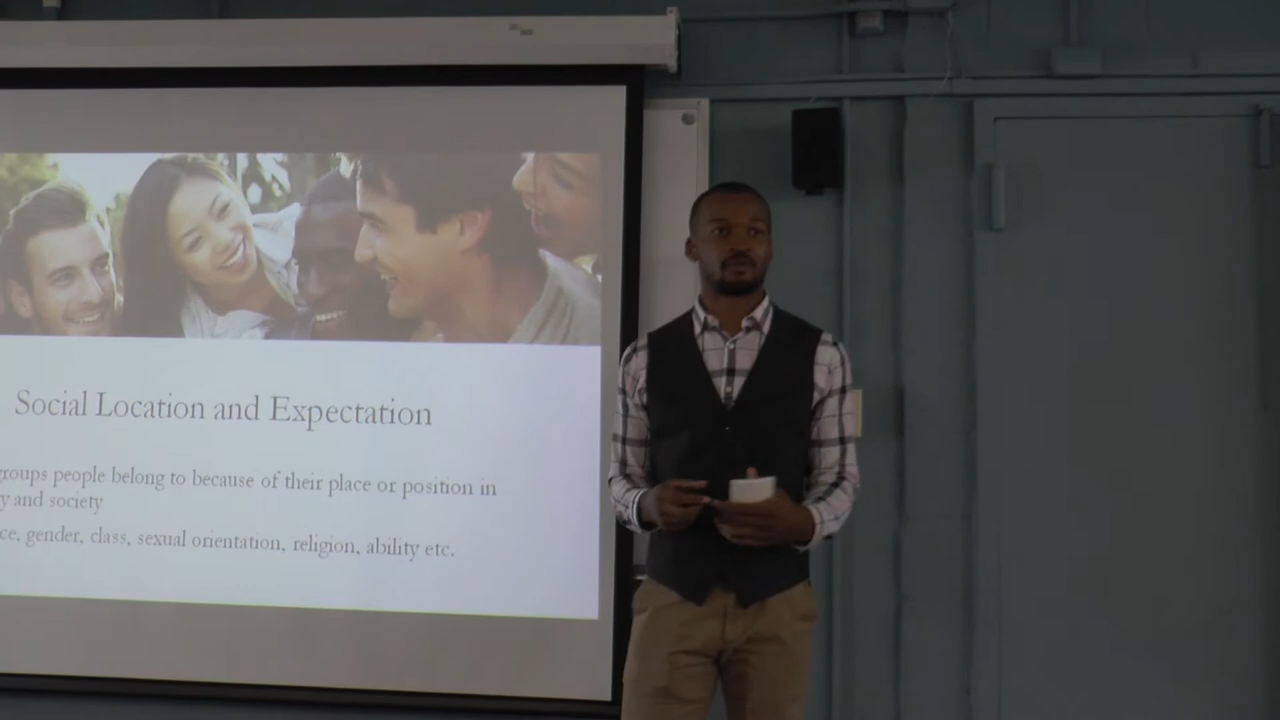 Social Location and Expectation
groups people belong to because of their place or position in
y and society
ce, gender, class, sexual orientation, religion, ability etc.